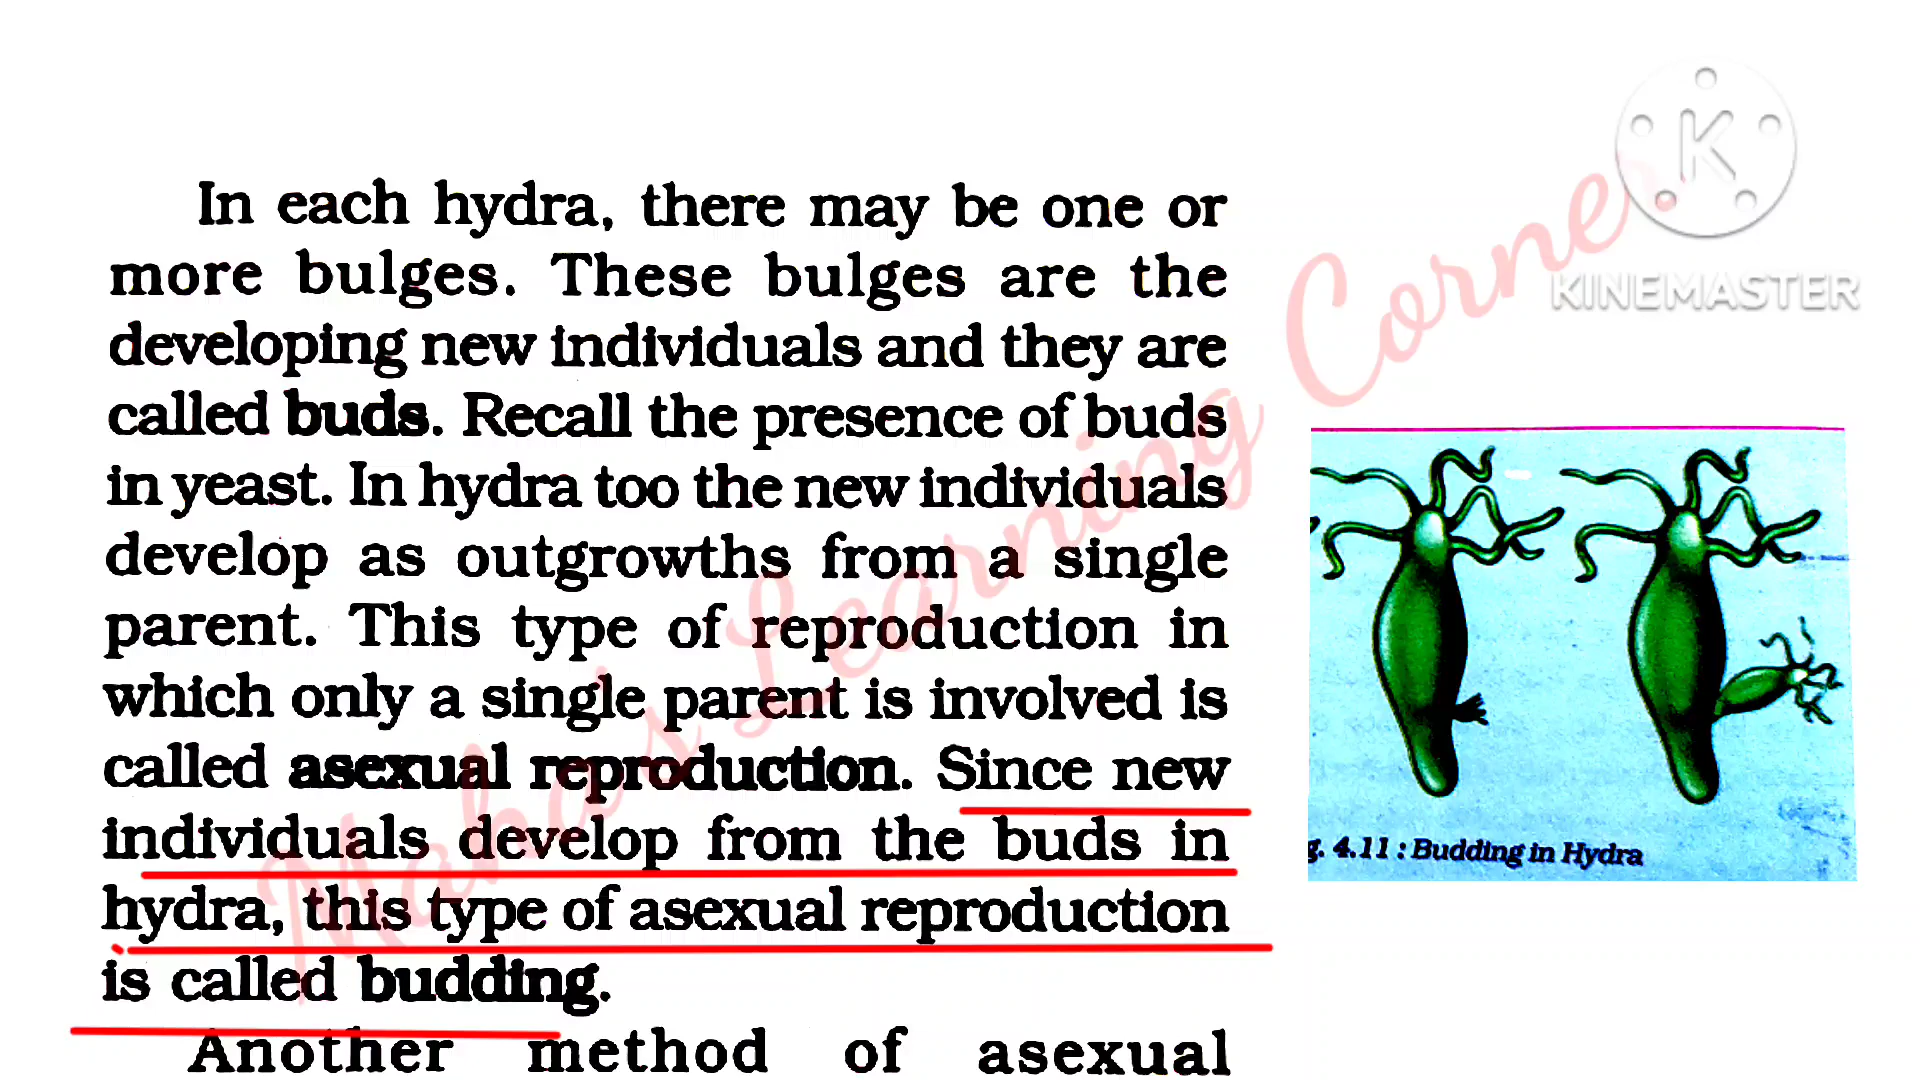 In each hydra, there may be one or
more bulges. These bulges are the
developing new individuals and they are
called buds. Recall the presence of buds
in yeast. In hydra too the new individuals
develop as outgrowths from a single
parent. This type of reproduction in
which only a single parent is involved is
called asexual reproduction. Since new
individuals develop from the buds in
hydra, this type of asexual reproduction
is called budding.
Another method of asexual
g. 4.11 : Budding in Hydra
Maha's Learning Corner
K
KINEMASTER